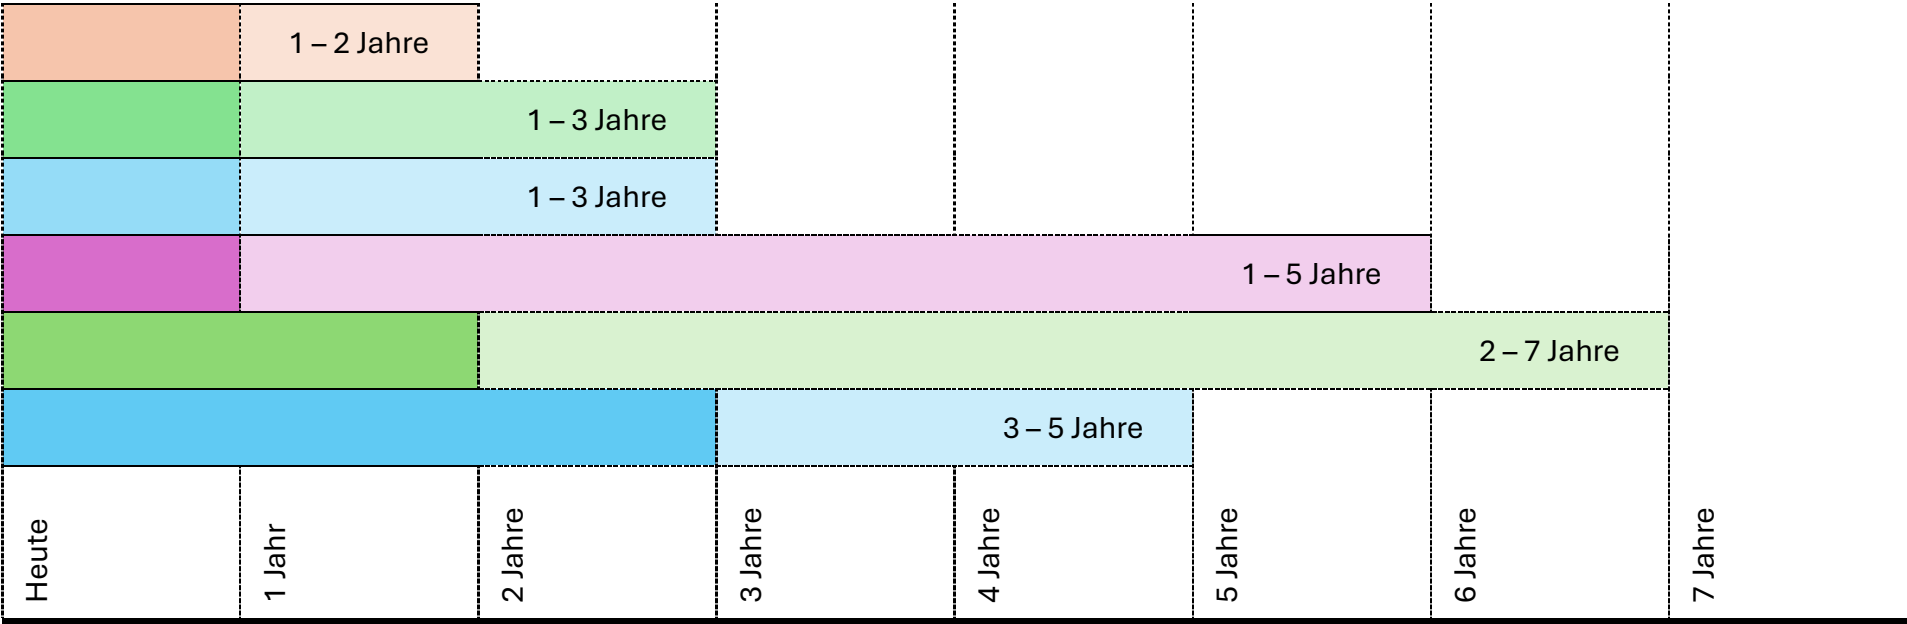 1 – 2 Jahre
1 – 3 Jahre
1 – 3 Jahre
1 – 5 Jahre
2 – 7 Jahre
3 – 5 Jahre
Heute
1 Jahr
2 Jahre
3 Jahre
4 Jahre
5 Jahre
6 Jahre
7 Jahre